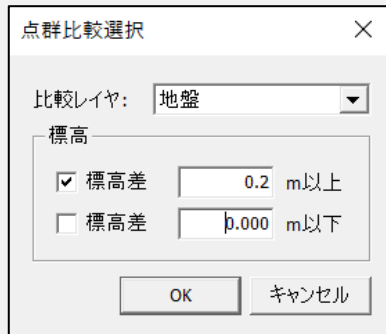 点群比較選択
比較レイヤ: 地盤
標高
標高差 0.2 m以上
標高差 0.000 m以下
OK キャンセル